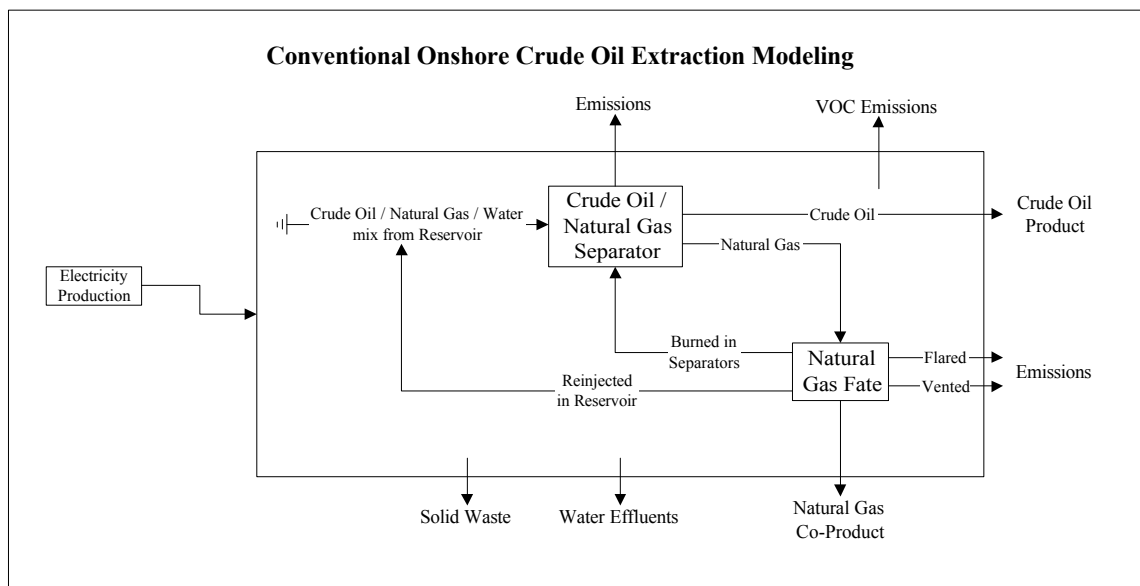 Conventional Onshore Crude Oil Extraction Modeling
Emissions
VOC Emissions
Crude Oil / Natural Gas / Water
mix from Reservoir
Crude Oil /
Natural Gas
Separator
Crude Oil
Crude Oil
Product
Natural Gas
Electricity
Production
Burned in
Separators
Natural
Gas Fate
Flared
Vented
Emissions
Reinjected
in Reservoir
Solid Waste
Water Effluents
Natural Gas
Co-Product